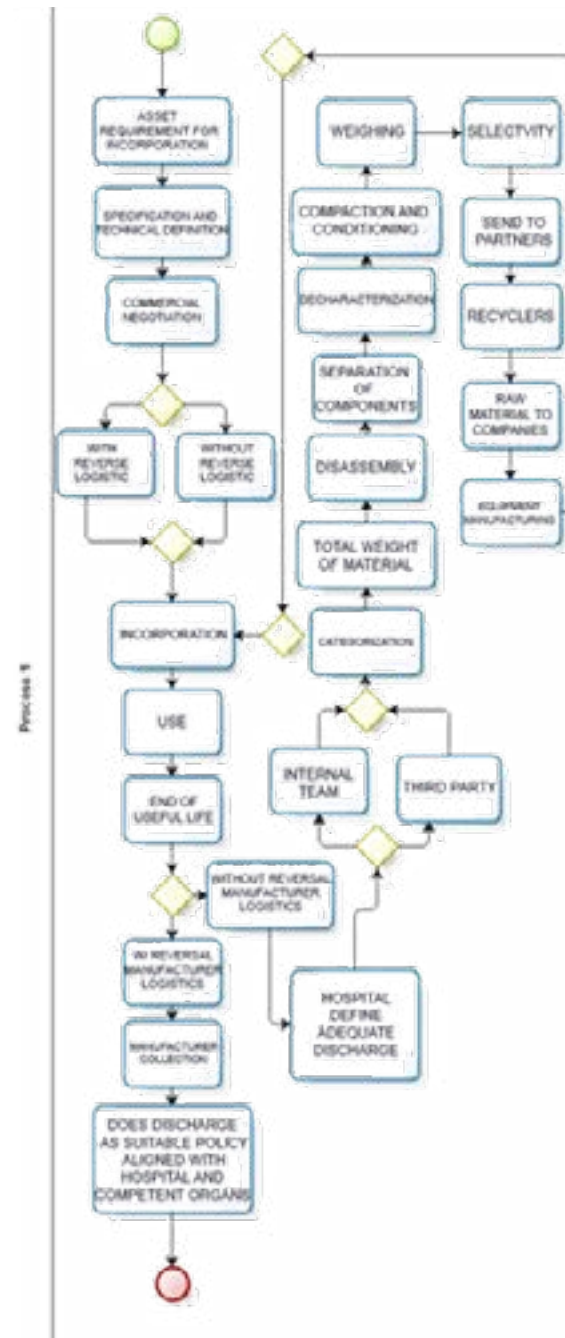 Process 1
ASSET
REQUIREMENT FOR
INCORPORATION
SPECIFICATION AND
TECHNICAL DEFINITION
COMMERCIAL
NEGOTIATION
WITH
REVERSE
LOGISTIC
WITHOUT
REVERSE
LOGISTIC
INCORPORATION
USE
END OF
USEFUL LIFE
WITHOUT REVERSAL
MANUFACTURER
LOGISTICS
W/ REVERSAL
MANUFACTURER
LOGISTICS
MANUFACTURER
COLLECTION
DOES DISCHARGE
AS SUITABLE POLICY
ALIGNED WITH
HOSPITAL AND
COMPETENT ORGANS
HOSPITAL
DEFINE
ADEQUATE
DISCHARGE
INTERNAL
TEAM
THIRD PARTY
CATEGORIZATION
TOTAL WEIGHT
OF MATERIAL
DISASSEMBLY
SEPARATION
OF
COMPONENTS
DECHARACTERIZATION
COMPACTION AND
CONDITIONING
WEIGHING
SELECTVITY
SEND TO
PARTNERS
RECYCLERS
RAW
MATERIAL TO
COMPANIES
EQUIPMENT
MANUFACTURING